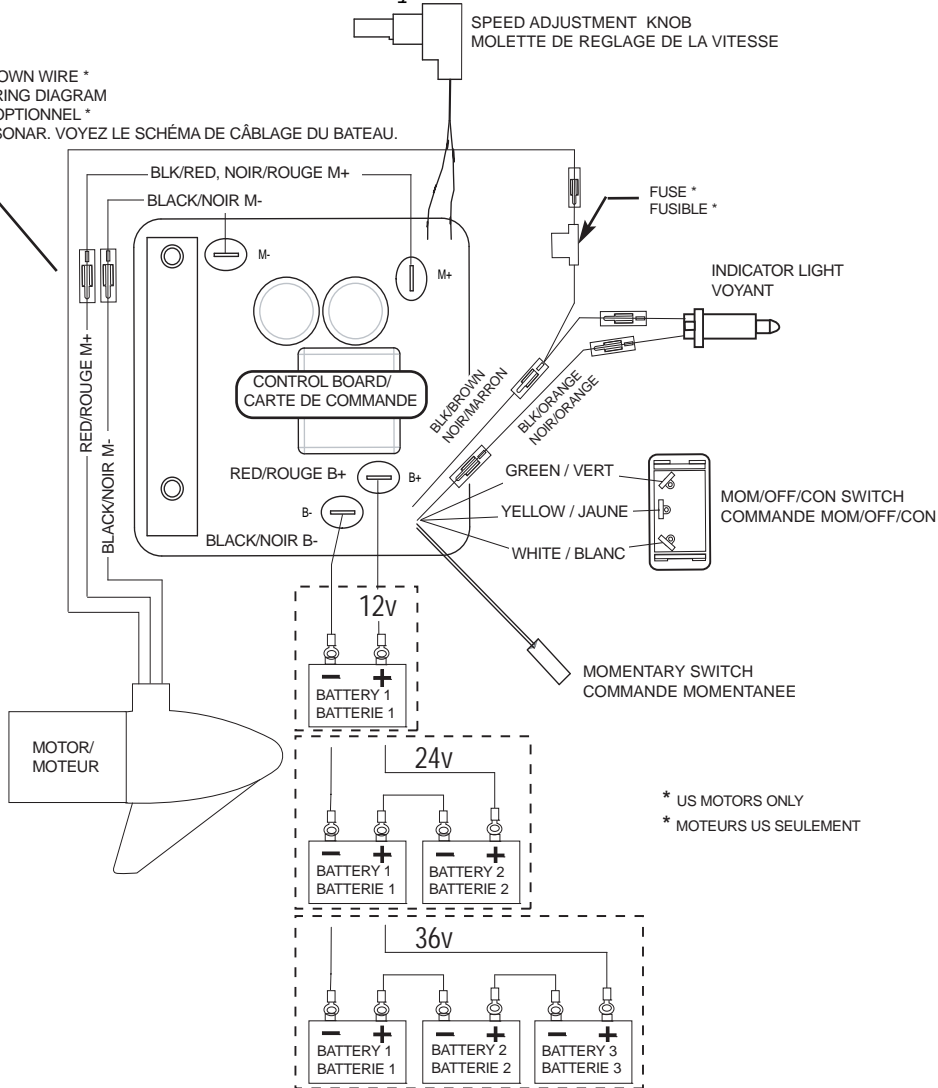 SPEED ADJUSTMENT KNOB
MOLETTE DE REGLAGE DE LA VITESSE
OWN WIRE *
RING DIAGRAM
OPTIONNEL *
SONAR. VOYEZ LE SCHÉMA DE CÂBLAGE DU BATEAU.
BLK/RED, NOIR/ROUGE M+
BLACK/NOIR M-
M-
M+
FUSE *
FUSIBLE *
INDICATOR LIGHT
VOYANT
RED/ROUGE M+
BLACK/NOIR M-
CONTROL BOARD/
CARTE DE COMMANDE
BLK/BROWN
NOIR/MARRON
BLK/ORANGE
NOIR/ORANGE
RED/ROUGE B+
B+
B-
BLACK/NOIR B-
GREEN / VERT
YELLOW / JAUNE
WHITE / BLANC
MOM/OFF/CON SWITCH
COMMANDE MOM/OFF/CON
MOMENTARY SWITCH
COMMANDE MOMENTANEE
12v
− +
BATTERY 1
BATTERIE 1
MOTOR/
MOTEUR
24v
− + − +
BATTERY 1
BATTERIE 1
BATTERY 2
BATTERIE 2
* US MOTORS ONLY
* MOTEURS US SEULEMENT
36v
− + − + − +
BATTERY 1
BATTERIE 1
BATTERY 2
BATTERIE 2
BATTERY 3
BATTERIE 3